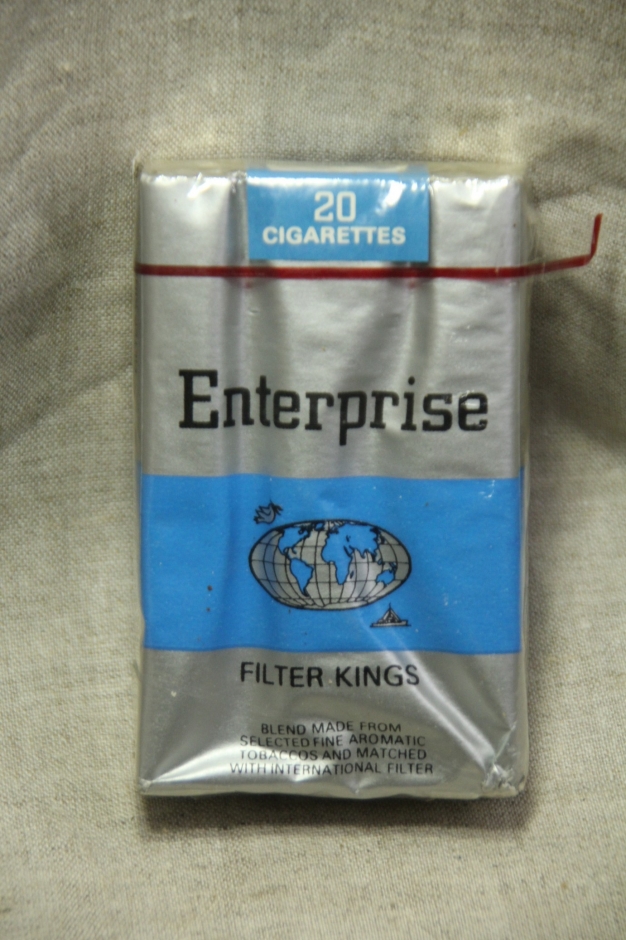 20
CIGARETTES
Enterprise
FILTER KINGS
BLEND MADE FROM
SELECTED FINE AROMATIC
TOBACCOS AND MATCHED
WITH INTERNATIONAL FILTER